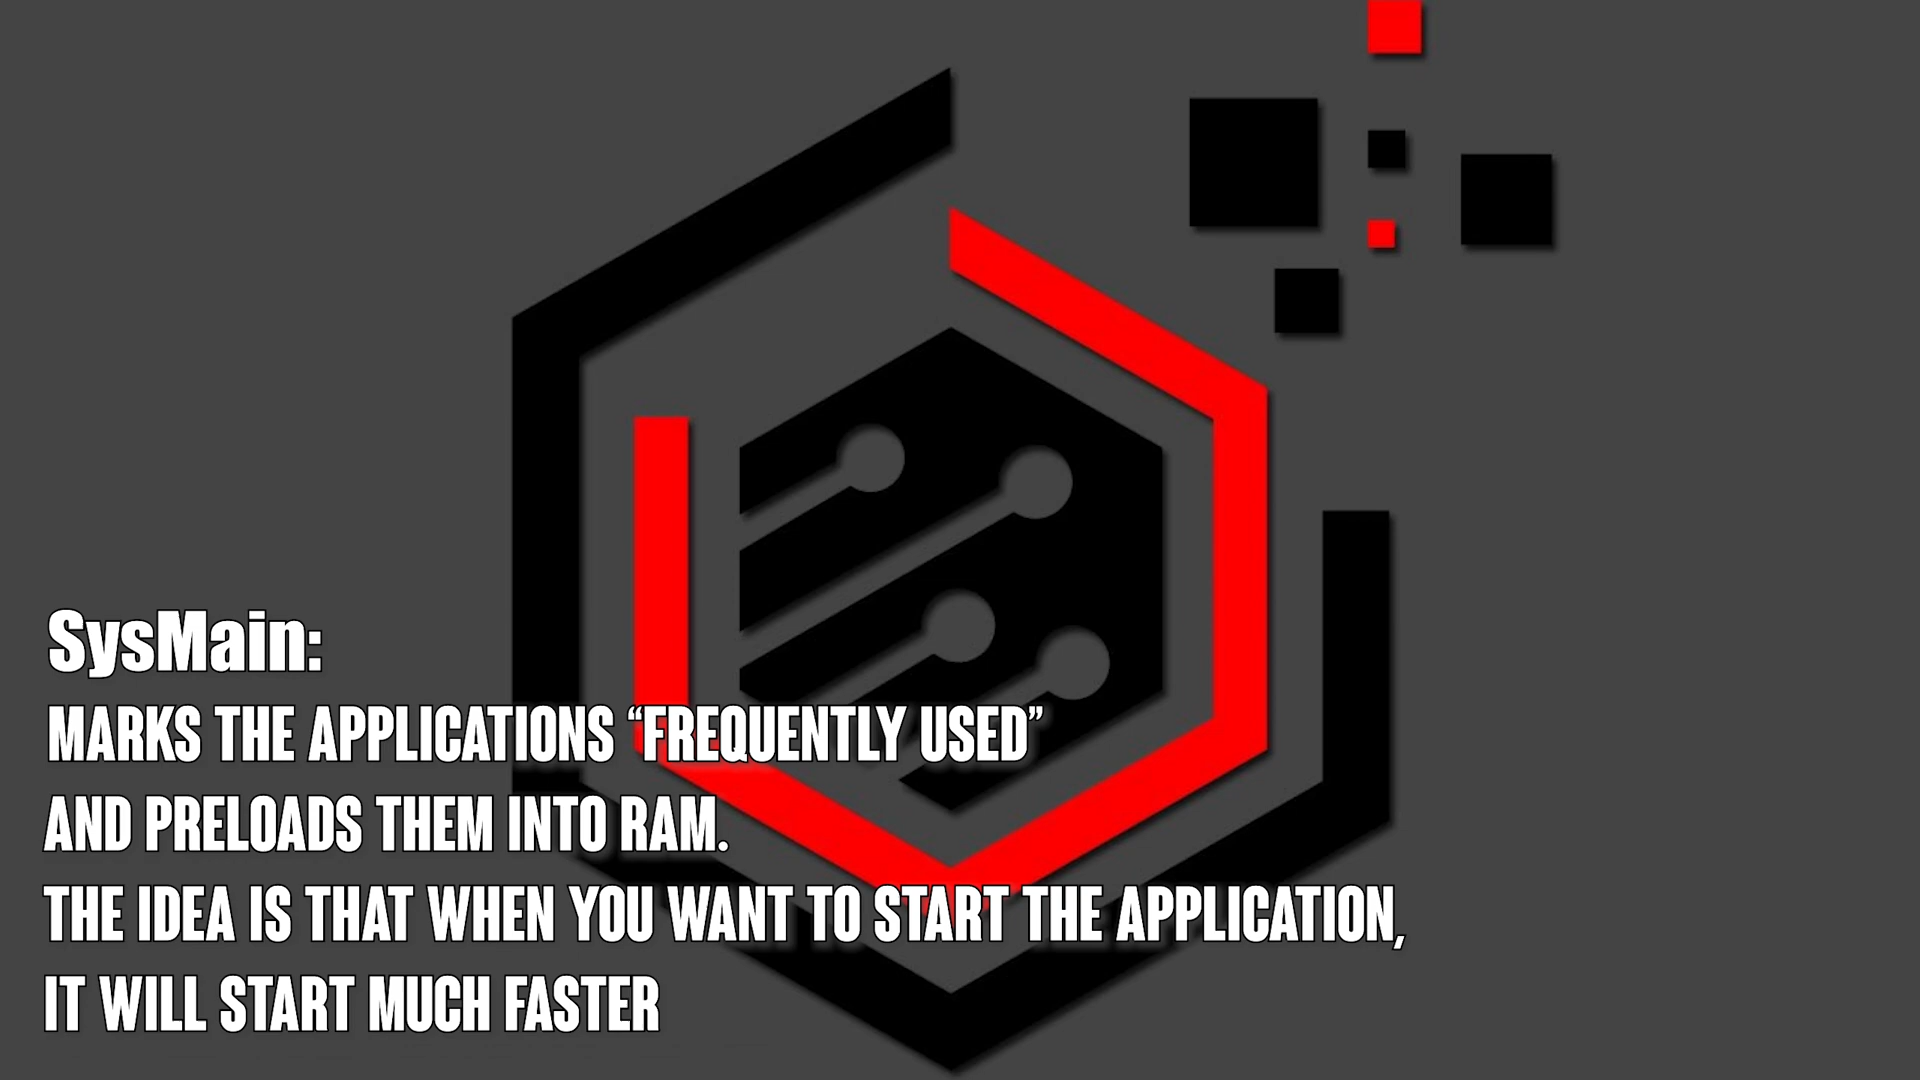 SysMain:
MARKS THE APPLICATIONS “FREQUENTLY USED”
AND PRELOADS THEM INTO RAM.
THE IDEA IS THAT WHEN YOU WANT TO START THE APPLICATION,
IT WILL START MUCH FASTER